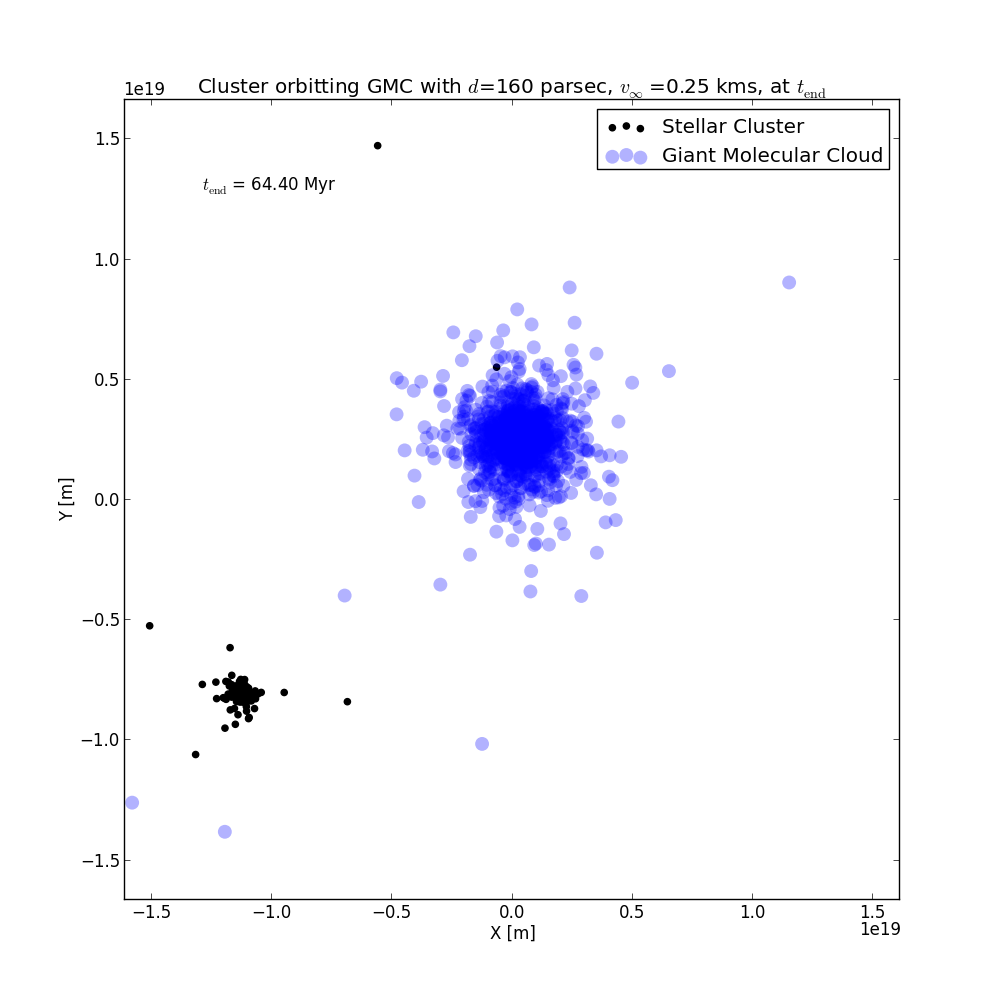 Cluster orbitting GMC with d=160 parsec, v∞ =0.25 kms, at t_end
1e19
Stellar Cluster
Giant Molecular Cloud
t_end = 64.40 Myr
1.5
1.0
0.5
0.0
−0.5
−1.0
−1.5
Y [m]
−1.5 −1.0 −0.5 0.0 0.5 1.0 1.5
X [m]
1e19